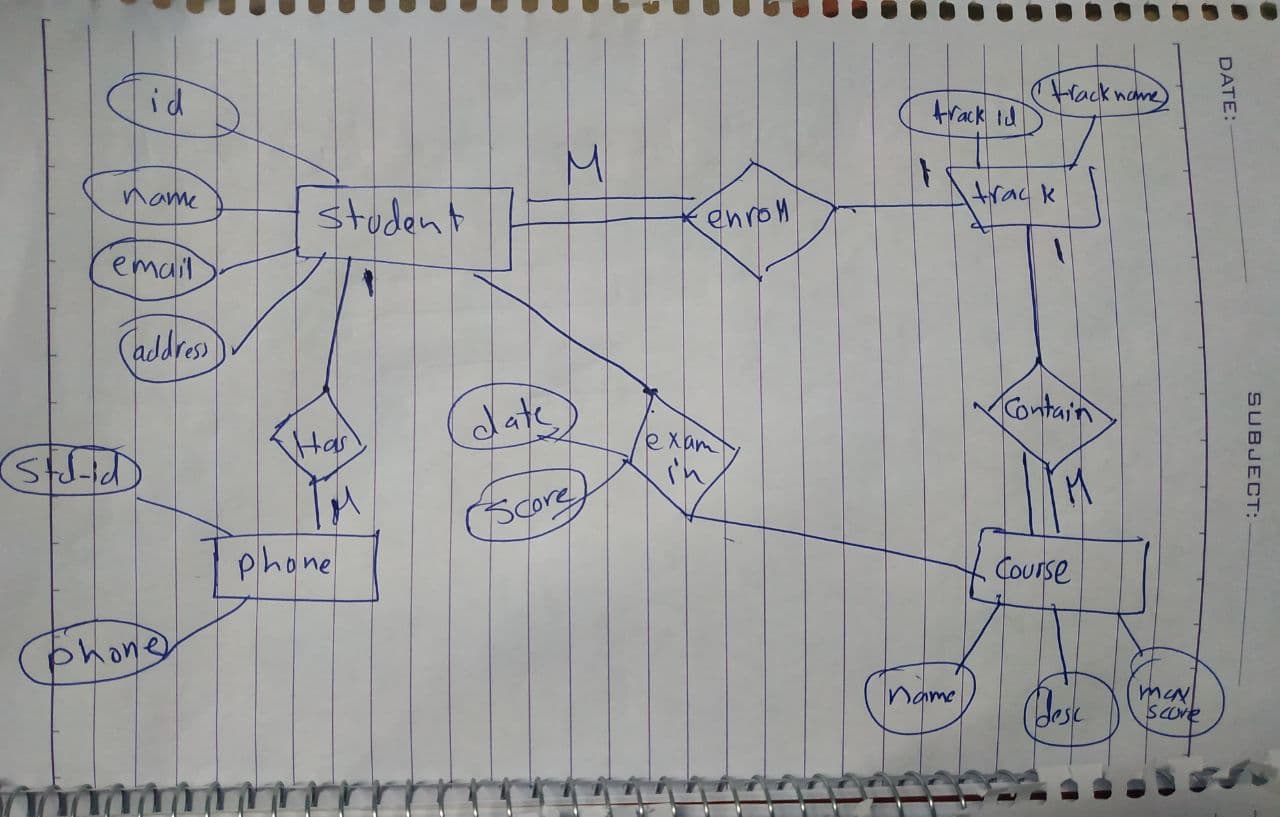 DATE:
SUBJECT:
id
name
email
address
Student
M
enroll
1
track id
track name
track
1
1
Has
M
Std-id
phone
phone
date
score
exam
in
Contain
M
Course
name
desc
max
score